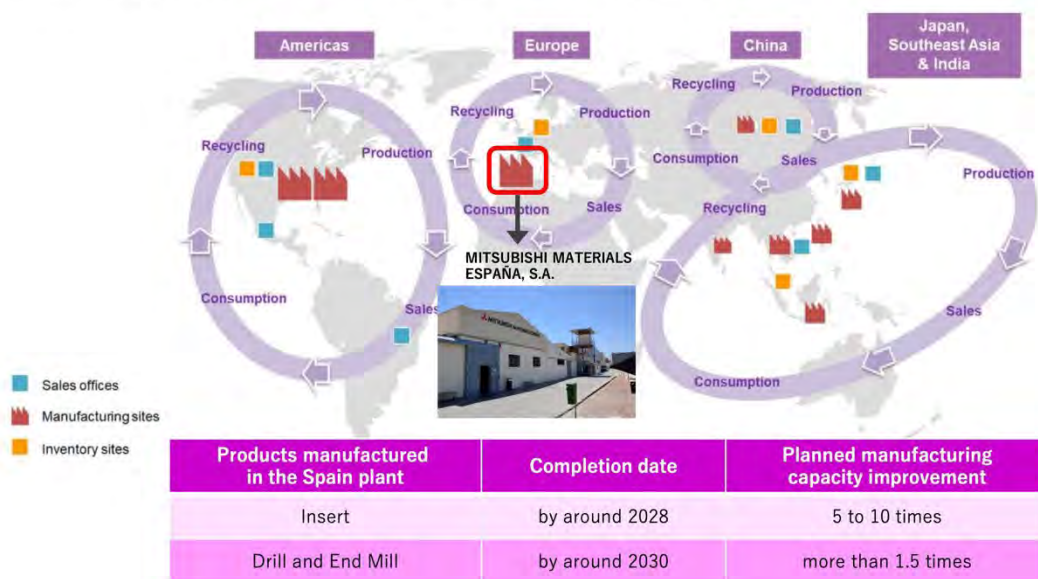 Americas
Europe
China
Japan,
Southeast Asia
& India
Recycling
Production
Consumption
Sales
Recycling
Production
Consumption
Sales
Recycling
Production
Consumption
Sales
Recycling
Production
Sales
Consumption
MITSUBISHI MATERIALS
ESPAÑA, S.A.
Sales offices
Manufacturing sites
Inventory sites
Products manufactured
in the Spain plant
Completion date
Planned manufacturing
capacity improvement
Insert
by around 2028
5 to 10 times
Drill and End Mill
by around 2030
more than 1.5 times